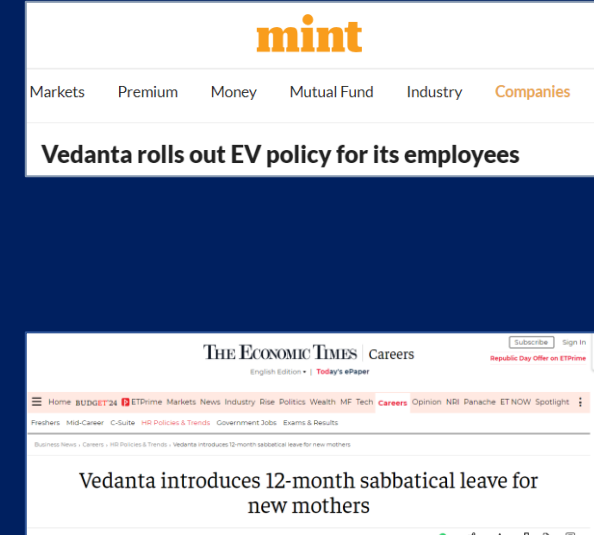 mint
Markets Premium Money Mutual Fund Industry Companies
Vedanta rolls out EV policy for its employees
THE ECONOMIC TIMES Careers
Subscribe Sign In
English Edition | Today's ePaper
Republic Day Offer on ETPrime
Home BUDGET'24 ETPrime Markets News Industry Rise Politics Wealth MF Tech Careers Opinion NRI Panache ET NOW Spotlight
Freshers Mid-Career C-Suite HR Policies & Trends Government Jobs Exams & Results
Business News › Careers › HR Policies & Trends › Vedanta introduces 12-month sabbatical leave for new mothers
Vedanta introduces 12-month sabbatical leave for
new mothers